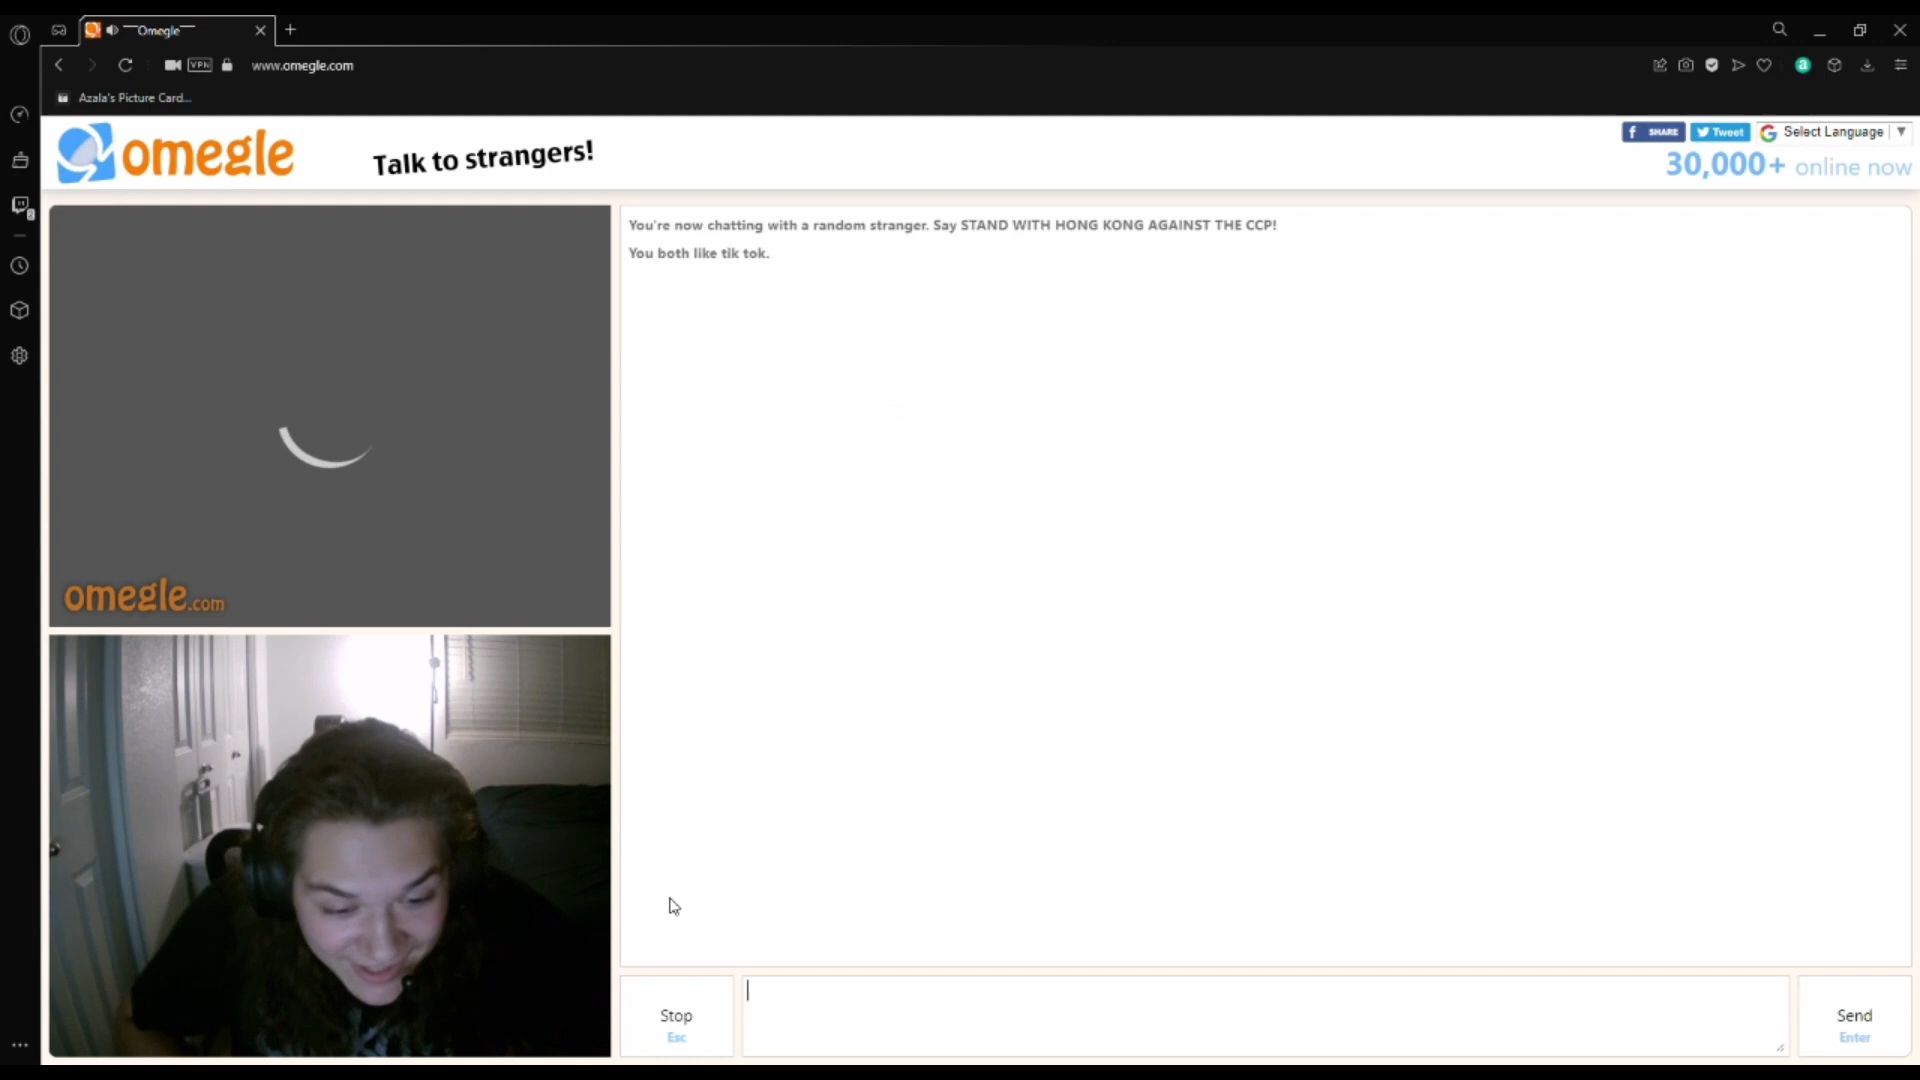 Omegle
VPN
www.omegle.com
Azala's Picture Card...
omegle
Talk to strangers!
SHARE
Tweet
Select Language
30,000+ online now
You're now chatting with a random stranger. Say STAND WITH HONG KONG AGAINST THE CCP!
You both like tik tok.
omegle.com
Stop
Esc
Send
Enter